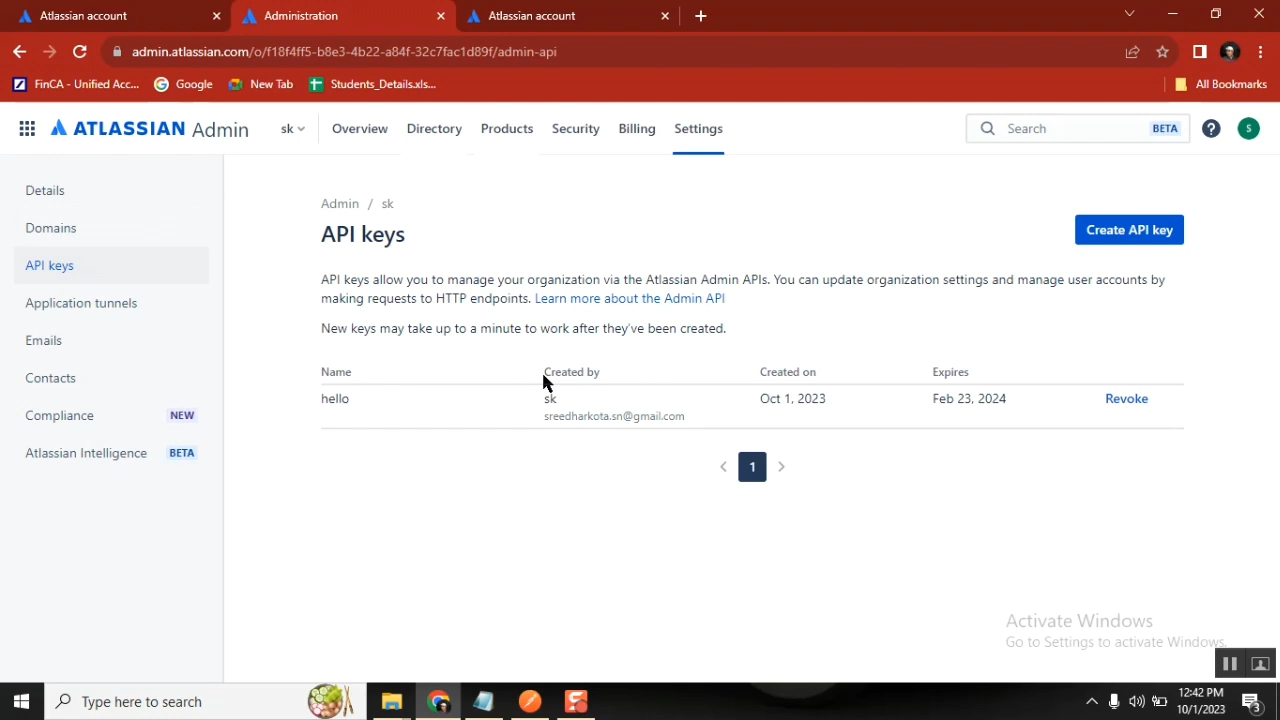 Atlassian account
Administration
Atlassian account
admin.atlassian.com/o/f18f4ff5-b8e3-4b22-a84f-32c7fac1d89f/admin-api
FinCA - Unified Acc...
Google
New Tab
Students_Details.xls...
All Bookmarks
ATLASSIAN Admin
sk
Overview
Directory
Products
Security
Billing
Settings
Search
BETA
?
S
Details
Domains
API keys
Application tunnels
Emails
Contacts
Compliance NEW
Atlassian Intelligence BETA
Admin / sk
API keys
Create API key
API keys allow you to manage your organization via the Atlassian Admin APIs. You can update organization settings and manage user accounts by
making requests to HTTP endpoints. Learn more about the Admin API
New keys may take up to a minute to work after they've been created.
Name Created by Created on Expires
hello sk Oct 1, 2023 Feb 23, 2024 Revoke
sreedharkota.sn@gmail.com
1
Activate Windows
Go to Settings to activate Windows.
Type here to search
12:42 PM
10/1/2023
3